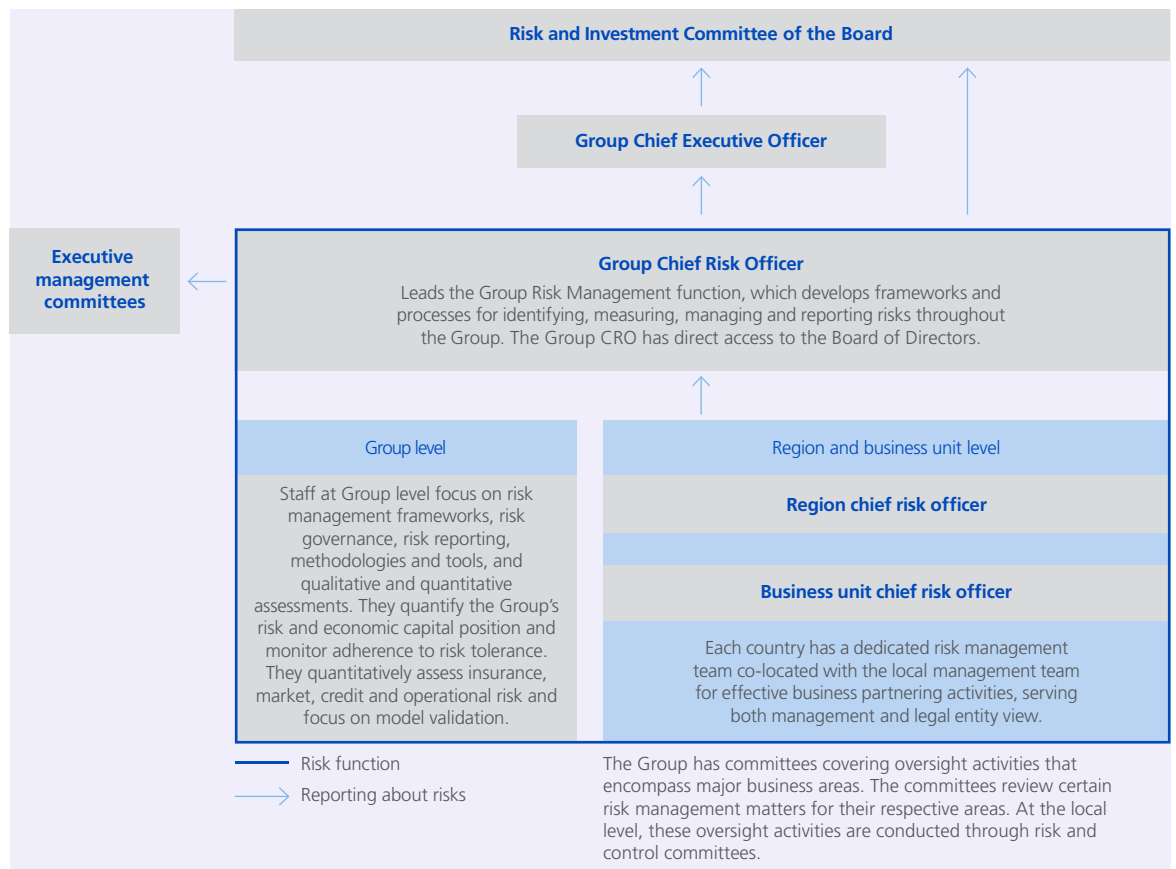 Risk and Investment Committee of the Board
Group Chief Executive Officer
Executive
management
committees
Group Chief Risk Officer
Leads the Group Risk Management function, which develops frameworks and
processes for identifying, measuring, managing and reporting risks throughout
the Group. The Group CRO has direct access to the Board of Directors.
Group level
Staff at Group level focus on risk
management frameworks, risk
governance, risk reporting,
methodologies and tools, and
qualitative and quantitative
assessments. They quantify the Group’s
risk and economic capital position and
monitor adherence to risk tolerance.
They quantitatively assess insurance,
market, credit and operational risk and
focus on model validation.
Region and business unit level
Region chief risk officer
Business unit chief risk officer
Each country has a dedicated risk management
team co-located with the local management team
for effective business partnering activities, serving
both management and legal entity view.
Risk function
Reporting about risks
The Group has committees covering oversight activities that
encompass major business areas. The committees review certain
risk management matters for their respective areas. At the local
level, these oversight activities are conducted through risk and
control committees.